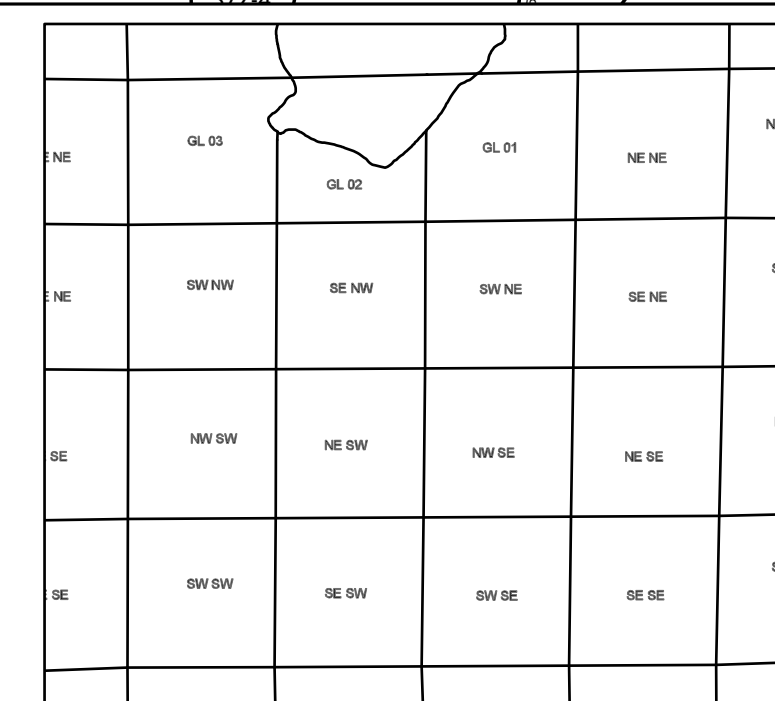 GL 03
GL 01
NE
NE NE
GL 02
SW NW
SE NW
SW NE
NE
SE NE
NW SW
NE SW
NW SE
SE
NE SE
SW SW
SE SW
SW SE
SE
SE SE